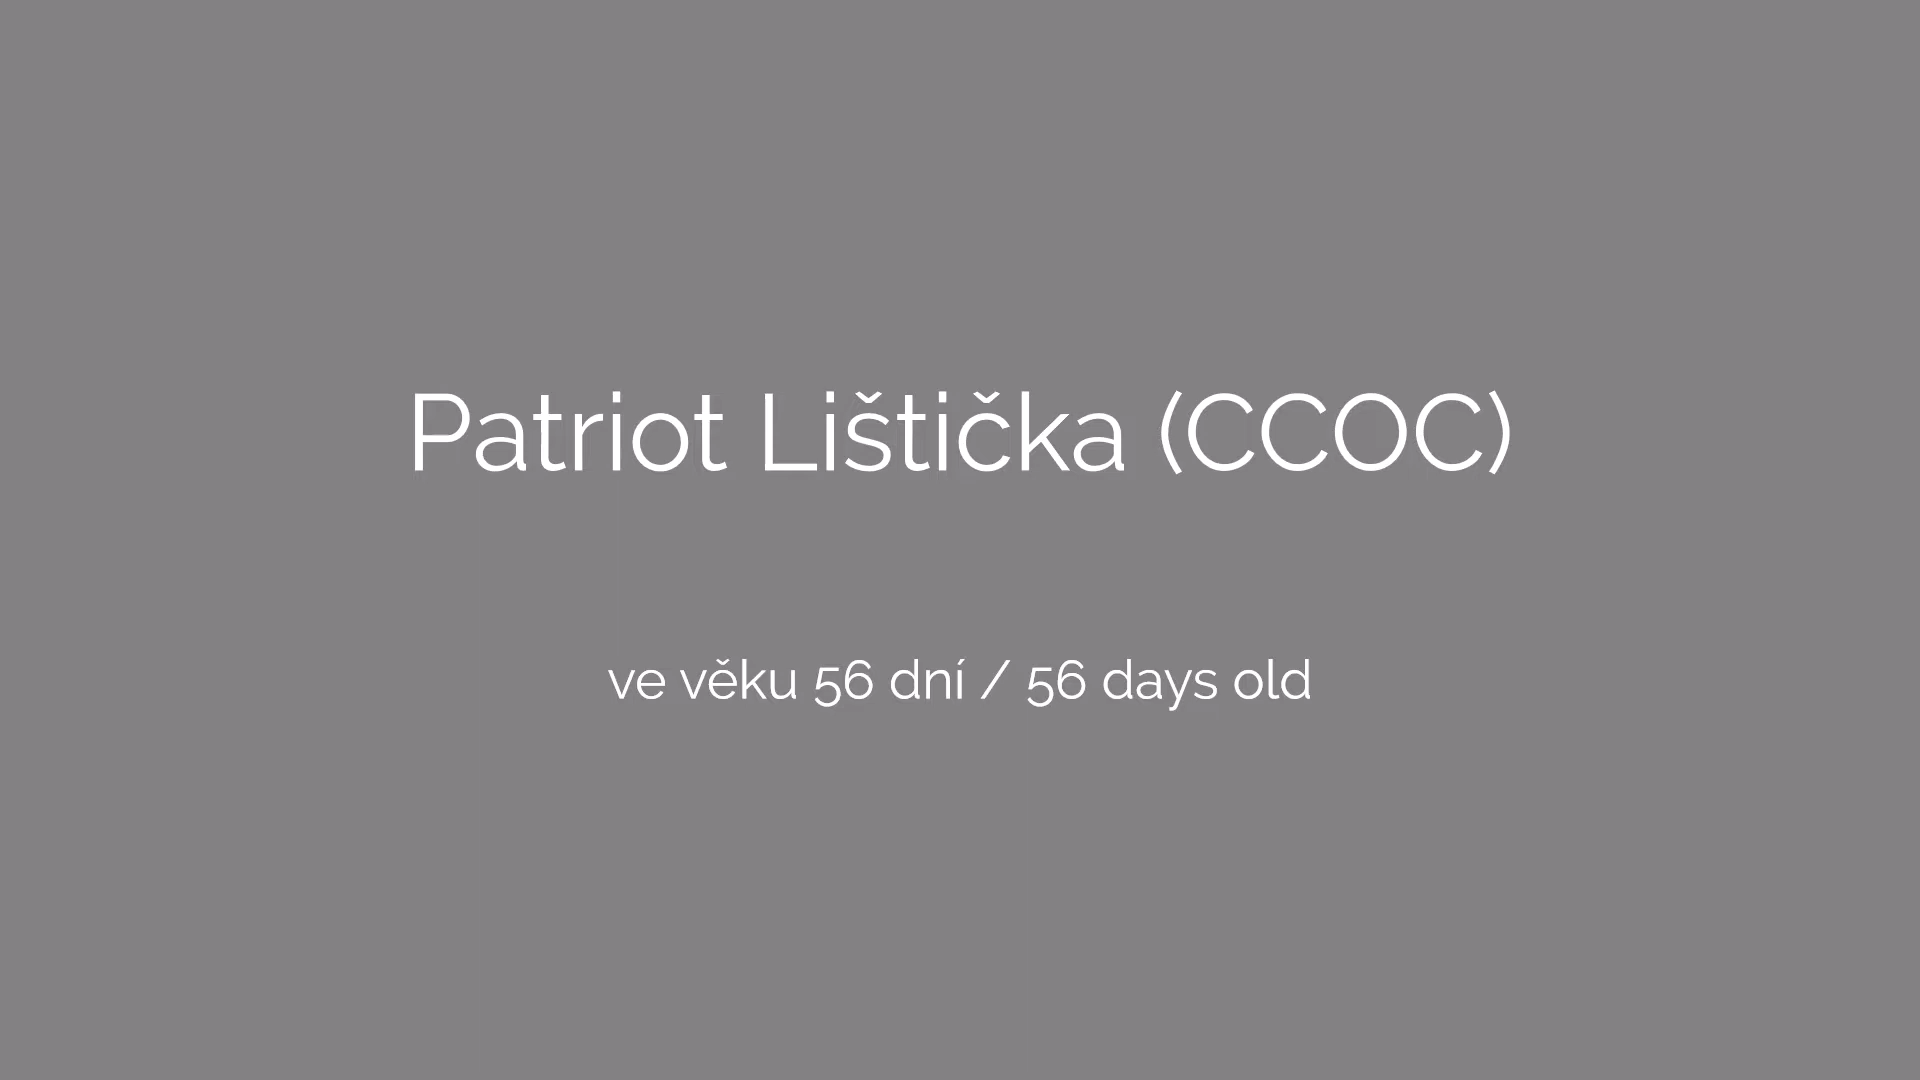 Patriot Lištička (CCOC)
ve věku 56 dní / 56 days old